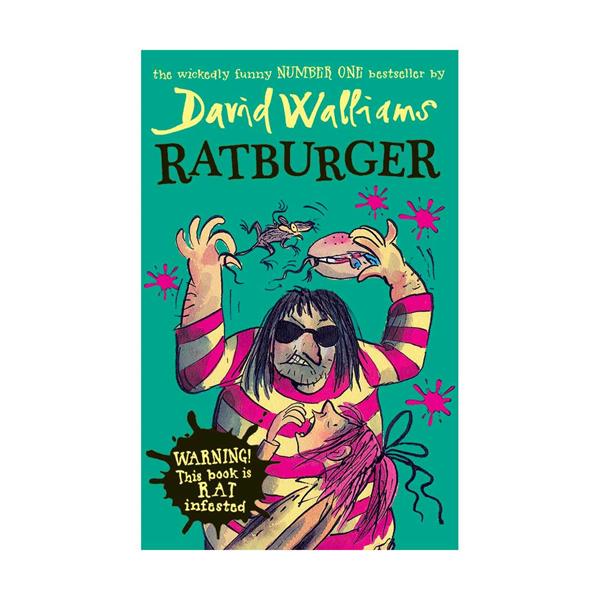 the wickedly funny NUMBER ONE bestseller by
David Walliams
RATBURGER
WARNING!
This book is
RAT
infested